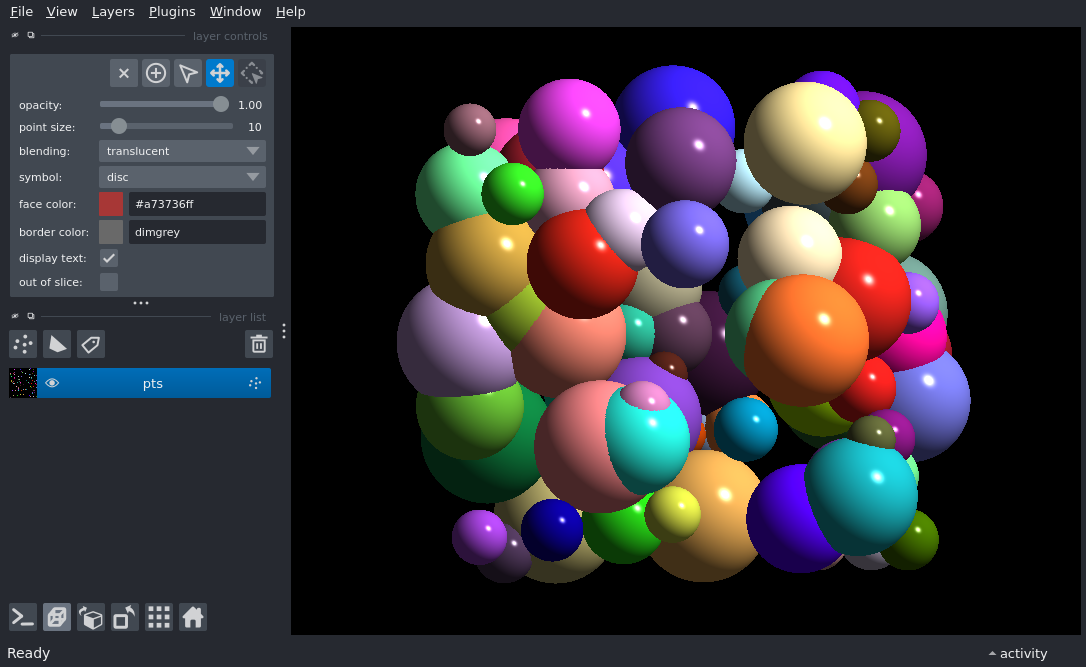 File View Layers Plugins Window Help
layer controls
opacity: 1.00
point size: 10
blending: translucent
symbol: disc
face color: #a73736ff
border color: dimgrey
display text:
out of slice:
layer list
pts
Ready
activity